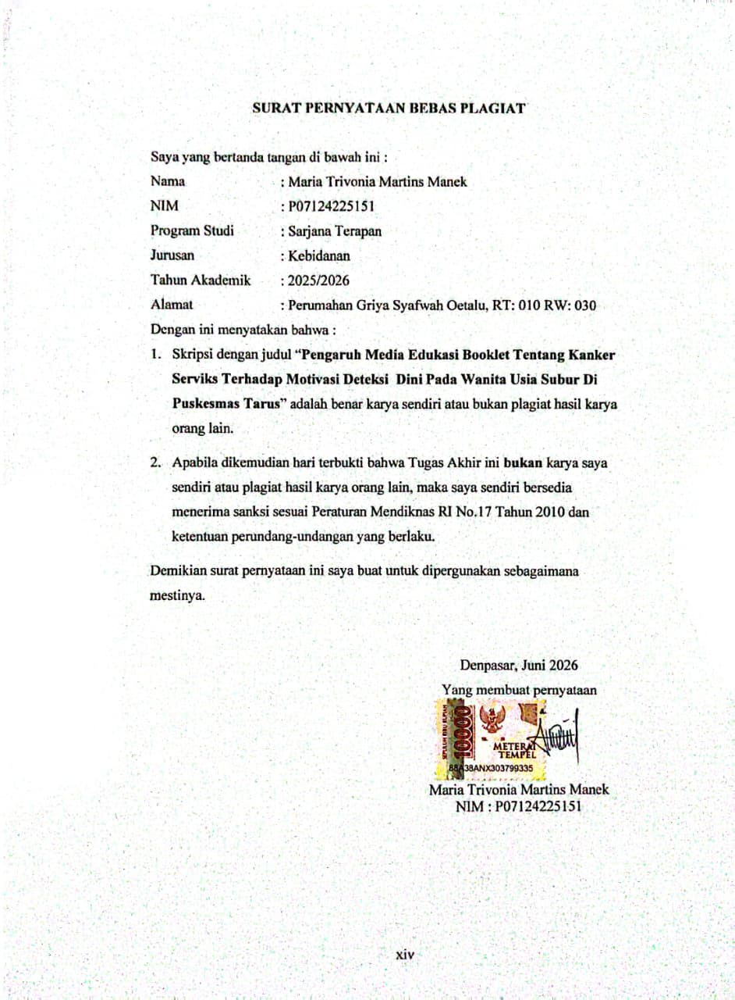 SURAT PERNYATAAN BEBAS PLAGIAT
Saya yang bertanda tangan di bawah ini :
Nama : Maria Trivonia Martins Manek
NIM : P07124225151
Program Studi : Sarjana Terapan
Jurusan : Kebidanan
Tahun Akademik : 2025/2026
Alamat : Perumahan Griya Syafwah Oetalu, RT: 010 RW: 030
Dengan ini menyatakan bahwa :
1. Skripsi dengan judul “Pengaruh Media Edukasi Booklet Tentang Kanker
Serviks Terhadap Motivasi Deteksi Dini Pada Wanita Usia Subur Di
Puskesmas Tarus” adalah benar karya sendiri atau bukan plagiat hasil karya
orang lain.
2. Apabila dikemudian hari terbukti bahwa Tugas Akhir ini bukan karya saya
sendiri atau plagiat hasil karya orang lain, maka saya sendiri bersedia
menerima sanksi sesuai Peraturan Mendiknas RI No.17 Tahun 2010 dan
ketentuan perundang-undangan yang berlaku.
Demikian surat pernyataan ini saya buat untuk dipergunakan sebagaimana
mestinya.
Denpasar, Juni 2026
Yang membuat pernyataan
SEPULUH RIBU RUPIAH
10000
METERAI
TEMPEL
88A38ANX303799335
Maria Trivonia Martins Manek
NIM : P07124225151
xiv